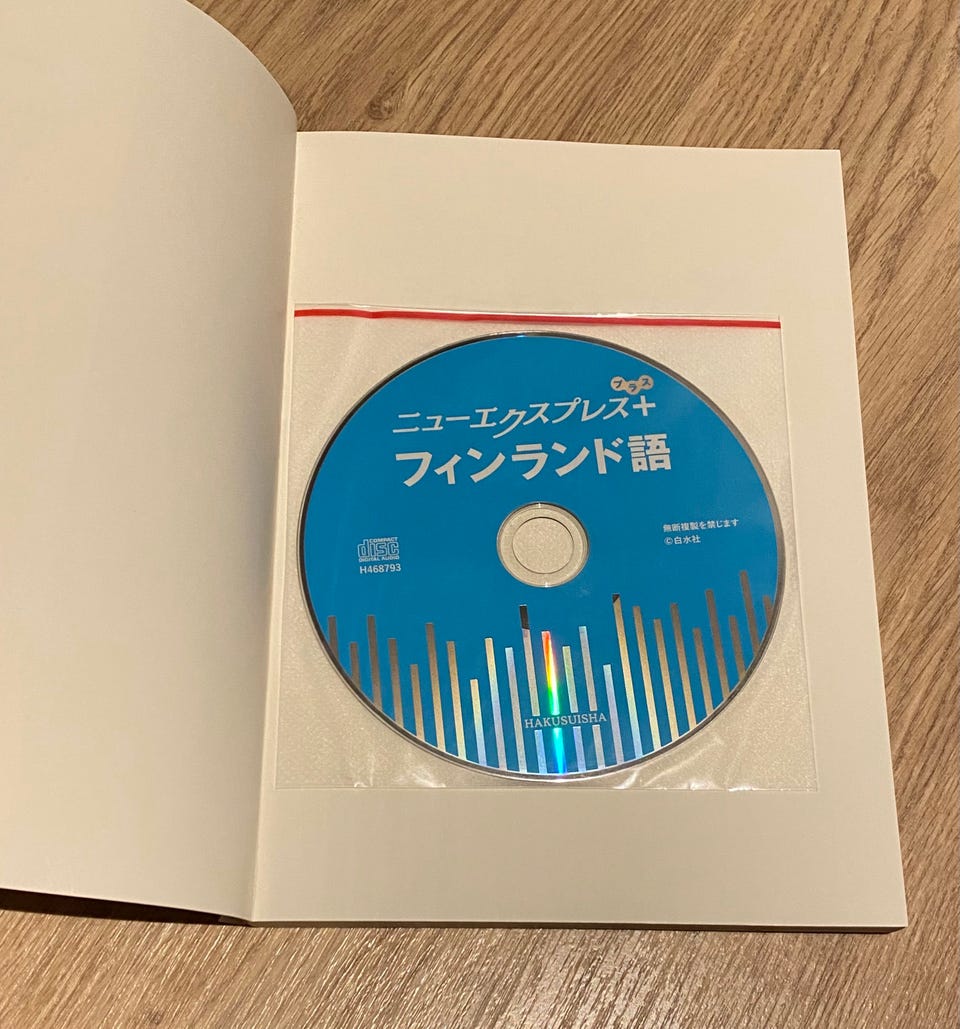 プラス
ニューエクスプレス+
フィンランド語
COMPACT
disc
DIGITAL AUDIO
H468793
無断複製を禁じます
©白水社
HAKUSUISHA